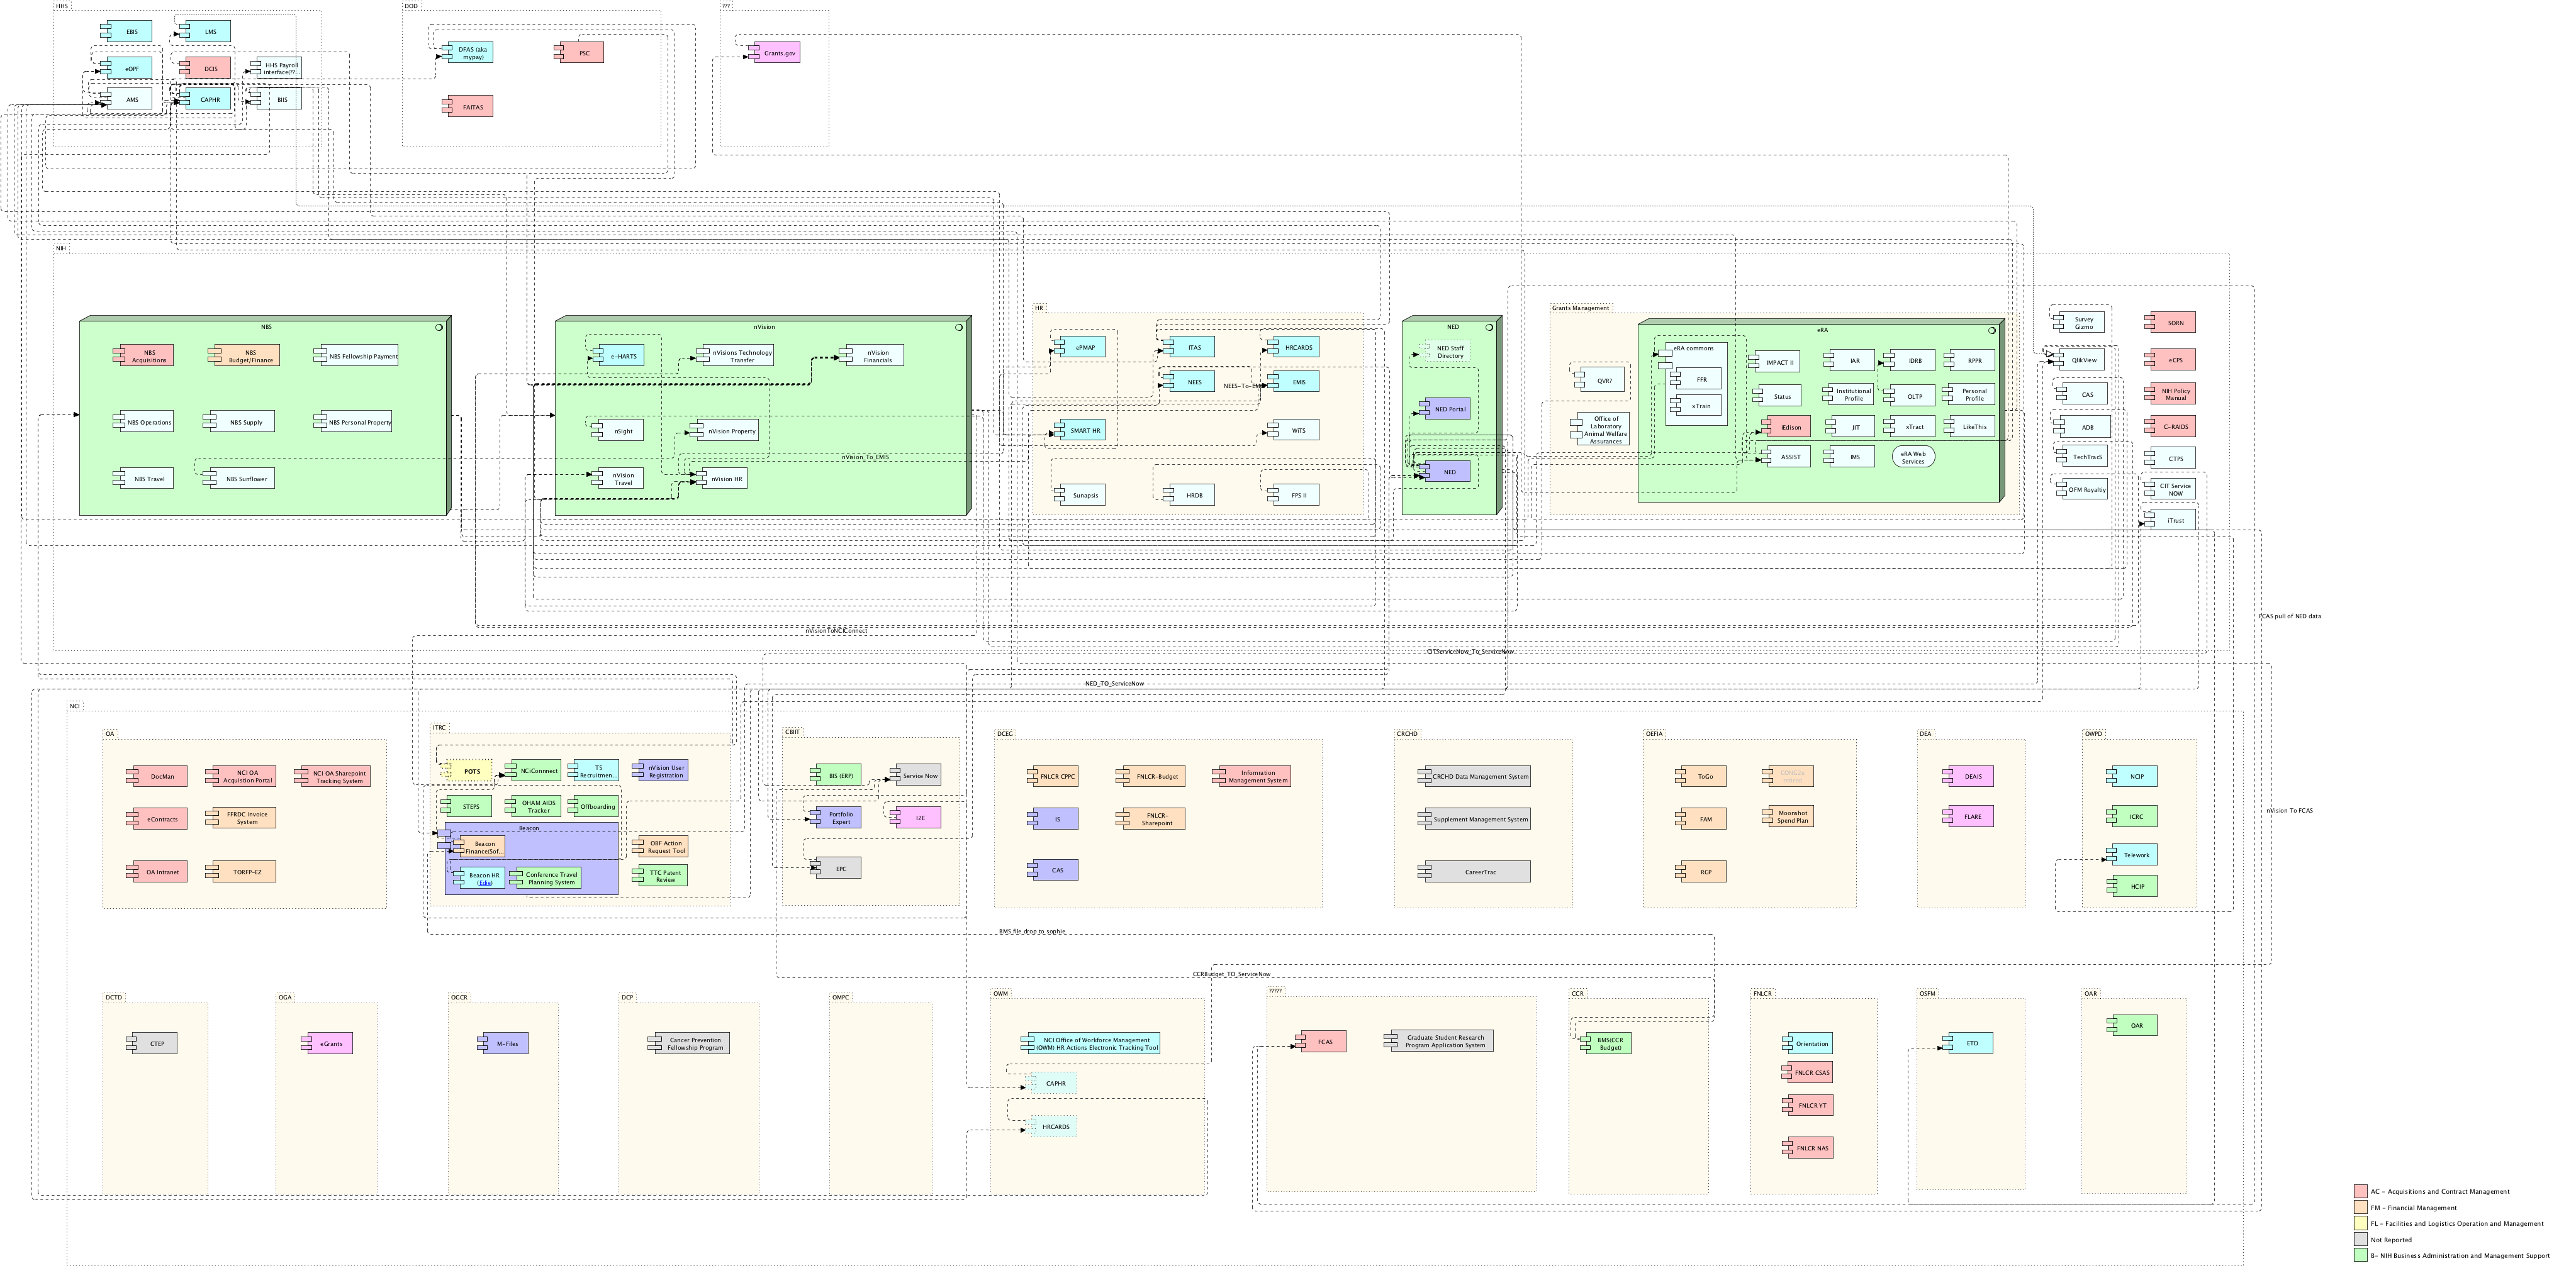 HHS
EBIS
LMS
eOPF
DCIS
HHS Payroll
interface(??...
AMS
CAPHR
BIIS
DOD
DFAS (aka
mypay)
PSC
FAITAS
???
Grants.gov
NIH
NBS
NBS
Acquisitions
NBS
Budget/Finance
NBS Fellowship Payment
NBS Operations
NBS Supply
NBS Personal Property
NBS Travel
NBS Sunflower
nVision
e-HARTS
nVisions Technology
Transfer
nVision
Financials
nSight
nVision Property
nVision_To_EMIS
nVision
Travel
nVision HR
HR
ePMAP
ITAS
HRCARDS
NEES
NEES-To-EMIS
EMIS
SMART HR
WiTS
Sunapsis
HRDB
FPS II
NED
NED Staff
Directory
NED Portal
NED
Grants Management
QVR?
Office of
Laboratory
Animal Welfare
Assurances
eRA
eRA commons
FFR
xTrain
IMPACT II
IAR
IDRB
RPPR
Status
Institutional
Profile
OLTP
Personal
Profile
iEdison
JIT
xTract
LikeThis
ASSIST
IMS
eRA Web
Services
Survey
Gizmo
SORN
QlikView
eCPS
CAS
NIH Policy
Manual
ADB
C-RAIDS
TechTracS
CTPS
OFM Royaltiy
CIT Service
NOW
iTrust
FCAS pull of NED data
nVisionToNCIConnect
CITServiceNow_To_ServiceNow
NED_TO_ServiceNow
nVision To FCAS
NCI
OA
DocMan
NCI OA
Acquistion Portal
NCI OA Sharepoint
Tracking System
eContracts
FFRDC Invoice
System
OA Intranet
TORFP-EZ
ITRC
POTS
NCIConnnect
TS
Recruitmen...
nVision User
Registration
STEPS
OHAM AIDS
Tracker
Offboarding
Beacon
Beacon
Finance(Sof...
OBF Action
Request Tool
Beacon HR
(Edie)
Conference Travel
Planning System
TTC Patent
Review
CBIIT
BIS (ERP)
Service Now
Portfolio
Expert
I2E
EPC
DCEG
FNLCR CPPC
FNLCR-Budget
Information
Management System
IS
FNLCR-
Sharepoint
CAS
CRCHD
CRCHD Data Management System
Supplement Management System
CareerTrac
OEFIA
ToGo
FAM
Moonshot
Spend Plan
RGP
DEA
DEAIS
FLARE
OWPD
NCIP
ICRC
Telework
HCIP
BMS file drop to sophie
CCRBudget_TO_ServiceNow
DCTD
CTEP
OGA
eGrants
OGCR
M-Files
DCP
Cancer Prevention
Fellowship Program
OMPC
OWM
NCI Office of Workforce Management
(OWM) HR Actions Electronic Tracking Tool
CAPHR
HRCARDS
?????
FCAS
Graduate Student Research
Program Application System
CCR
BMS(CCR
Budget)
FNLCR
Orientation
FNLCR CSAS
FNLCR YT
FNLCR NAS
OSFM
ETD
OAR
OAR
AC - Acquisitions and Contract Management
FM - Financial Management
FL - Facilities and Logistics Operation and Management
Not Reported
B- NIH Business Administration and Management Support